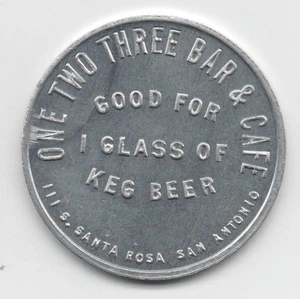 ONE TWO THREE BAR & CAFE
GOOD FOR
1 GLASS OF
KEG BEER
111 S. SANTA ROSA SAN ANTONIO